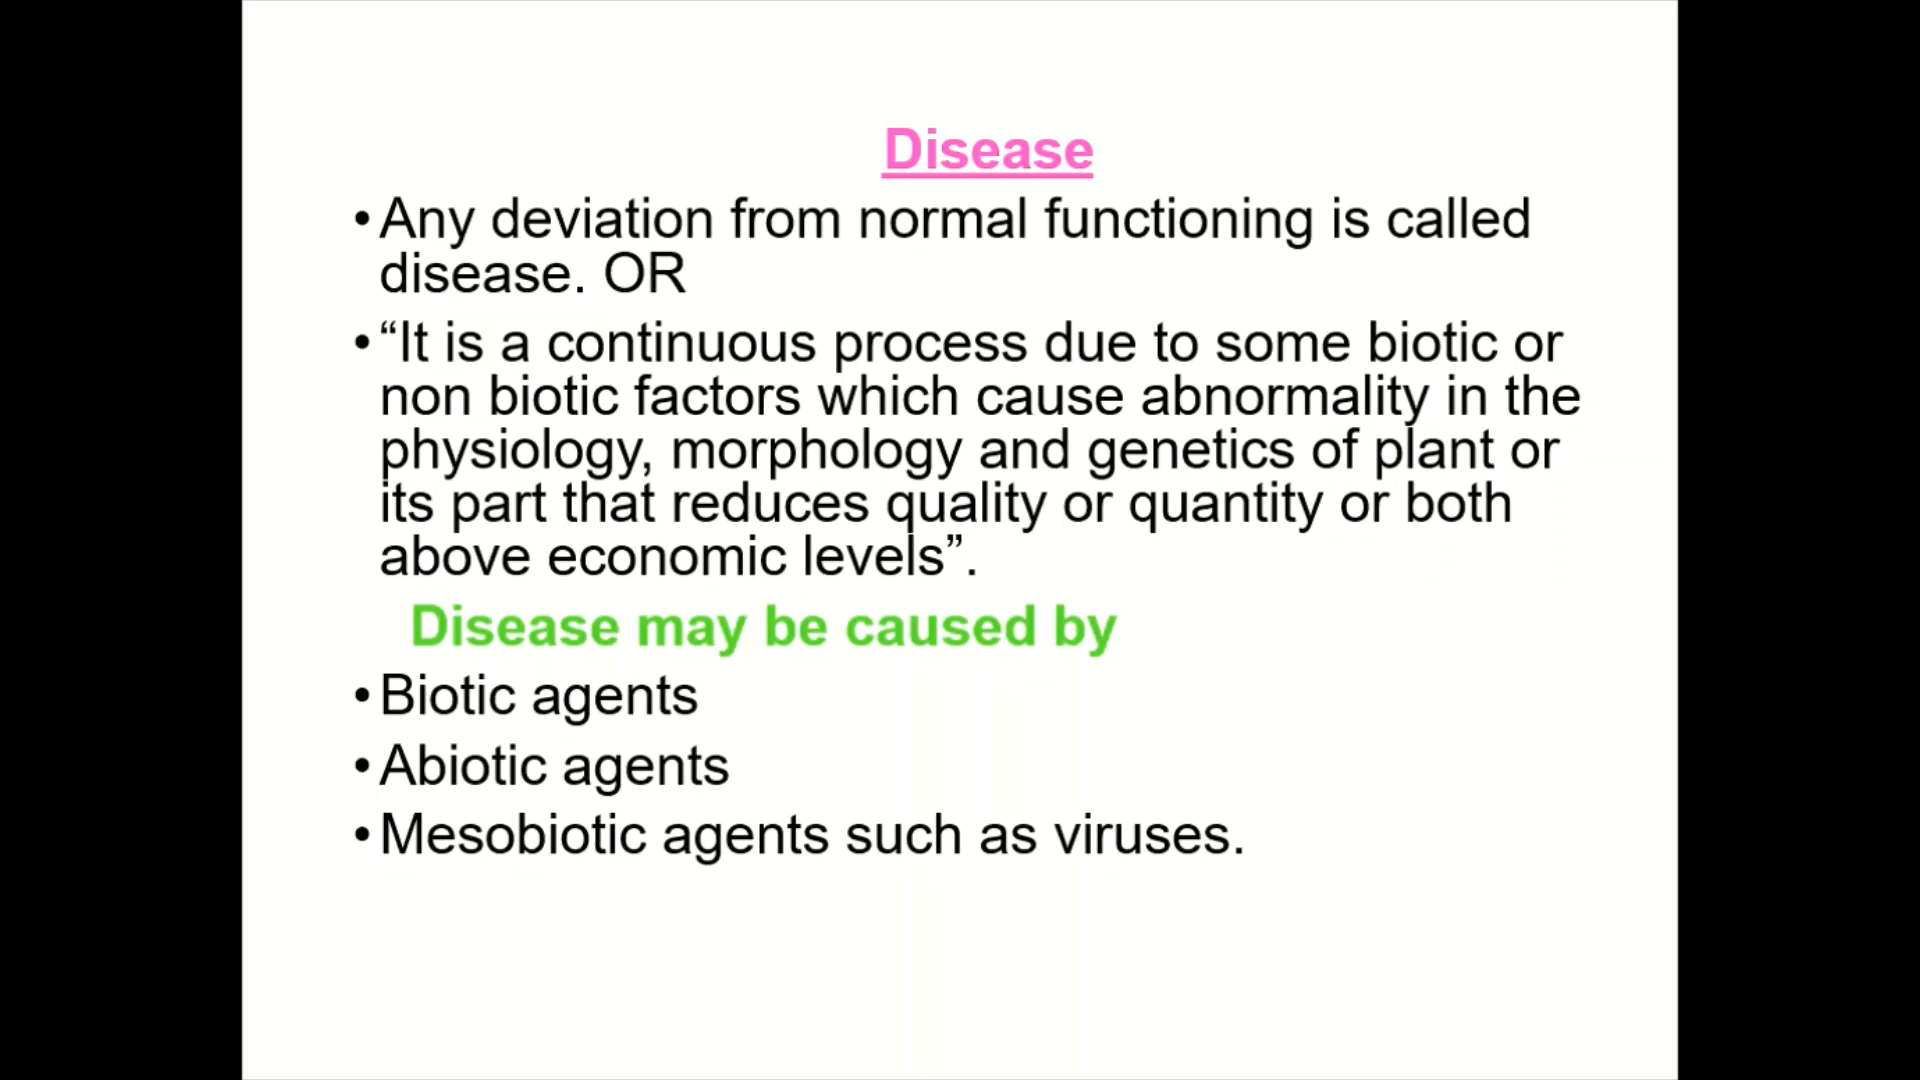 Disease
•Any deviation from normal functioning is called
disease. OR
•“It is a continuous process due to some biotic or
non biotic factors which cause abnormality in the
physiology, morphology and genetics of plant or
its part that reduces quality or quantity or both
above economic levels”.
Disease may be caused by
•Biotic agents
•Abiotic agents
•Mesobiotic agents such as viruses.